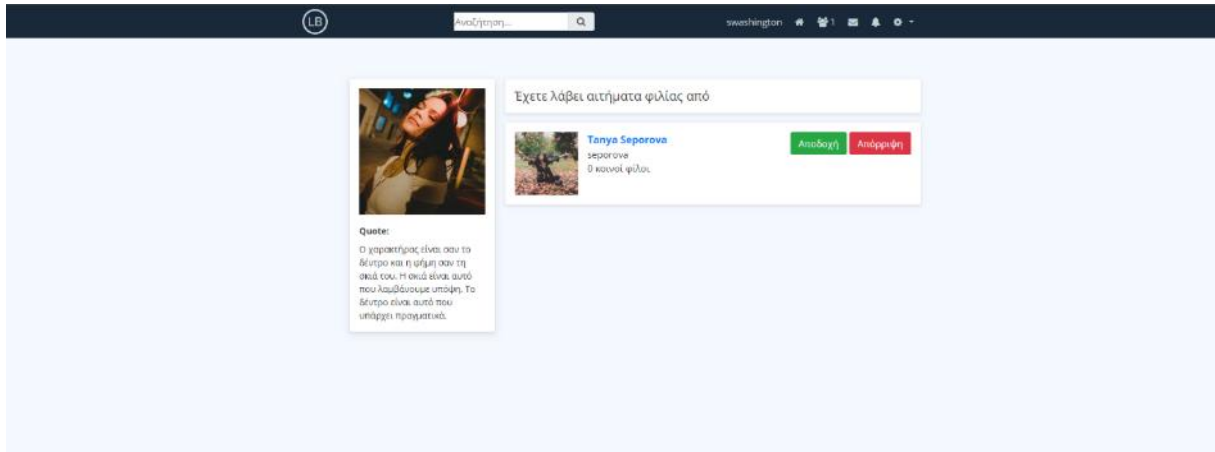 LB
Αναζήτηση...
swashington
1
Έχετε λάβει αιτήματα φιλίας από
Tanya Seporova
seporova
0 κοινοί φίλοι
Αποδοχή
Απόρριψη
Quote:
Ο χαρακτήρας είναι σαν το
δέντρο και η φήμη σαν τη
σκιά του. Η σκιά είναι αυτό
που λαμβάνουμε υπόψη. Το
δέντρο είναι αυτό που
υπάρχει πραγματικά.